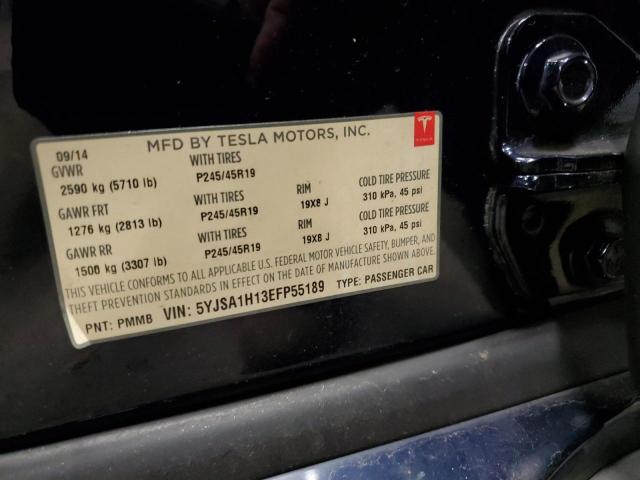 MFD BY TESLA MOTORS, INC.
09/14
GVWR WITH TIRES
2590 kg (5710 lb) P245/45R19
GAWR FRT WITH TIRES RIM COLD TIRE PRESSURE
1276 kg (2813 lb) P245/45R19 19X8 J 310 kPa, 45 psi
GAWR RR WITH TIRES RIM COLD TIRE PRESSURE
1500 kg (3307 lb) P245/45R19 19X8 J 310 kPa, 45 psi
THIS VEHICLE CONFORMS TO ALL APPLICABLE U.S. FEDERAL MOTOR VEHICLE SAFETY, BUMPER, AND
THEFT PREVENTION STANDARDS IN EFFECT ON THE DATE OF MANUFACTURE SHOWN ABOVE.
PNT: PMMB VIN: 5YJSA1H13EFP55189 TYPE: PASSENGER CAR